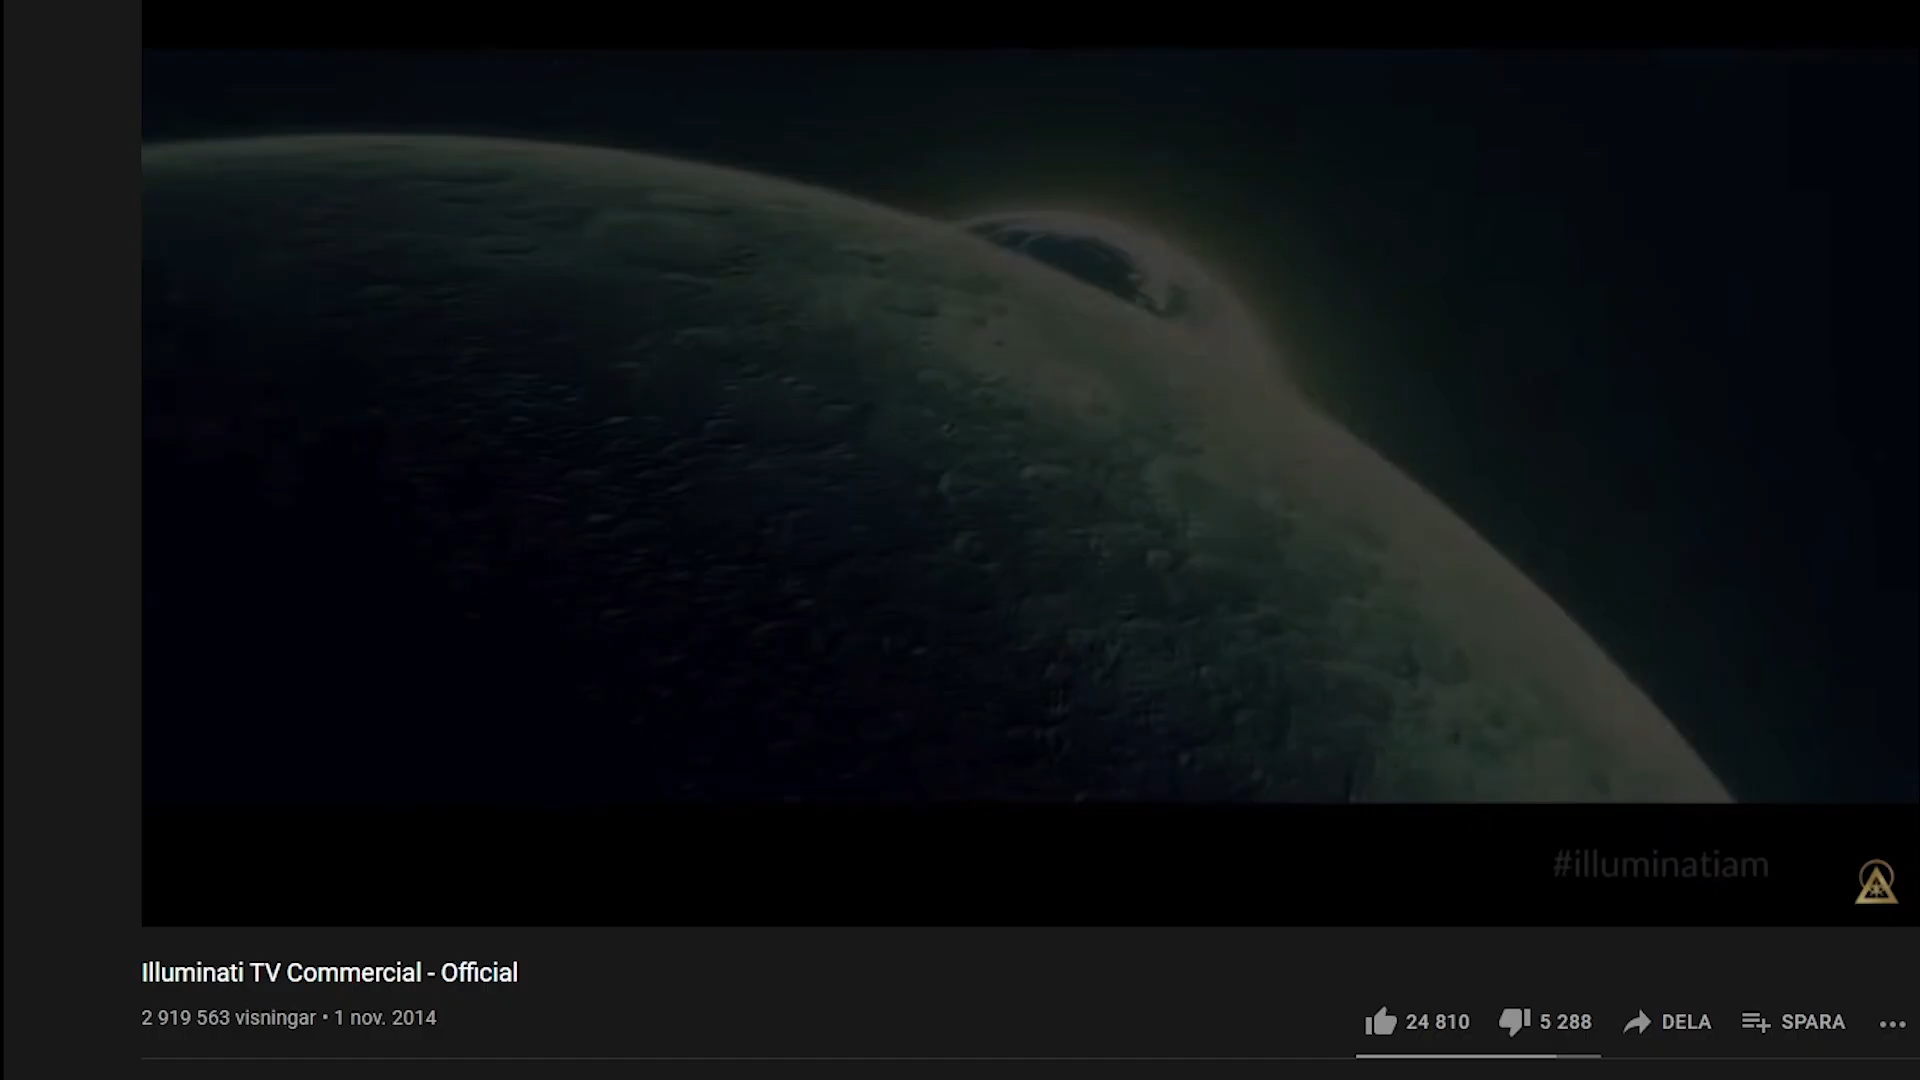 #illuminatiam
Illuminati TV Commercial - Official
2 919 563 visningar • 1 nov. 2014
24 810 5 288 DELA SPARA